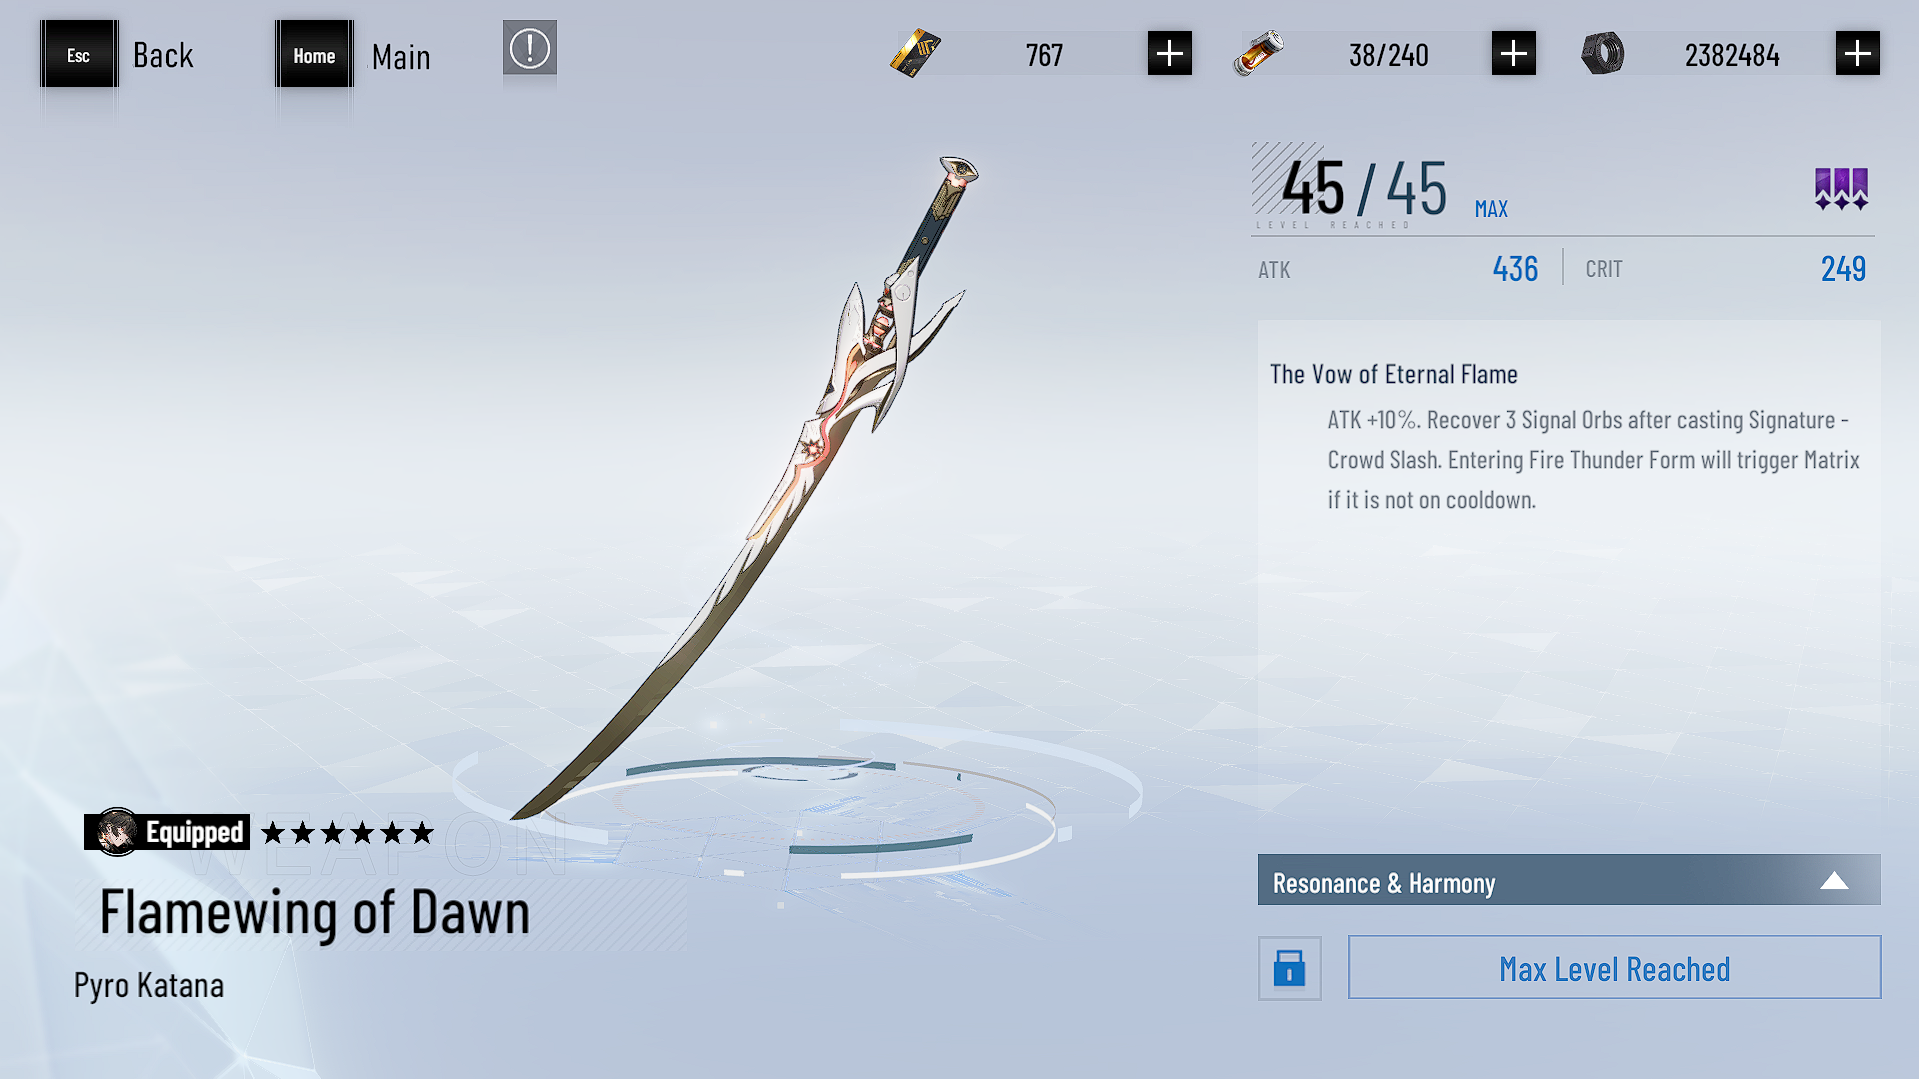 Esc Back Home Main 767 38/240 2382484
45/45 MAX
LEVEL REACHED
ATK 436 CRIT 249
The Vow of Eternal Flame
ATK +10%. Recover 3 Signal Orbs after casting Signature -
Crowd Slash. Entering Fire Thunder Form will trigger Matrix
if it is not on cooldown.
Equipped
WEAPON
Flamewing of Dawn
Pyro Katana
Resonance & Harmony
Max Level Reached